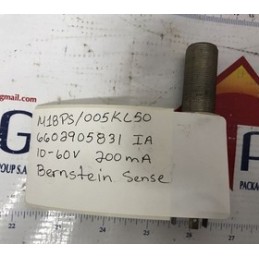 gmail.com
M18PS/005KL50
6602905831 IA
10-60V 200mA
Bernstein Sense
G
OUP S.A
PACKA
22
23
24
25
26
27